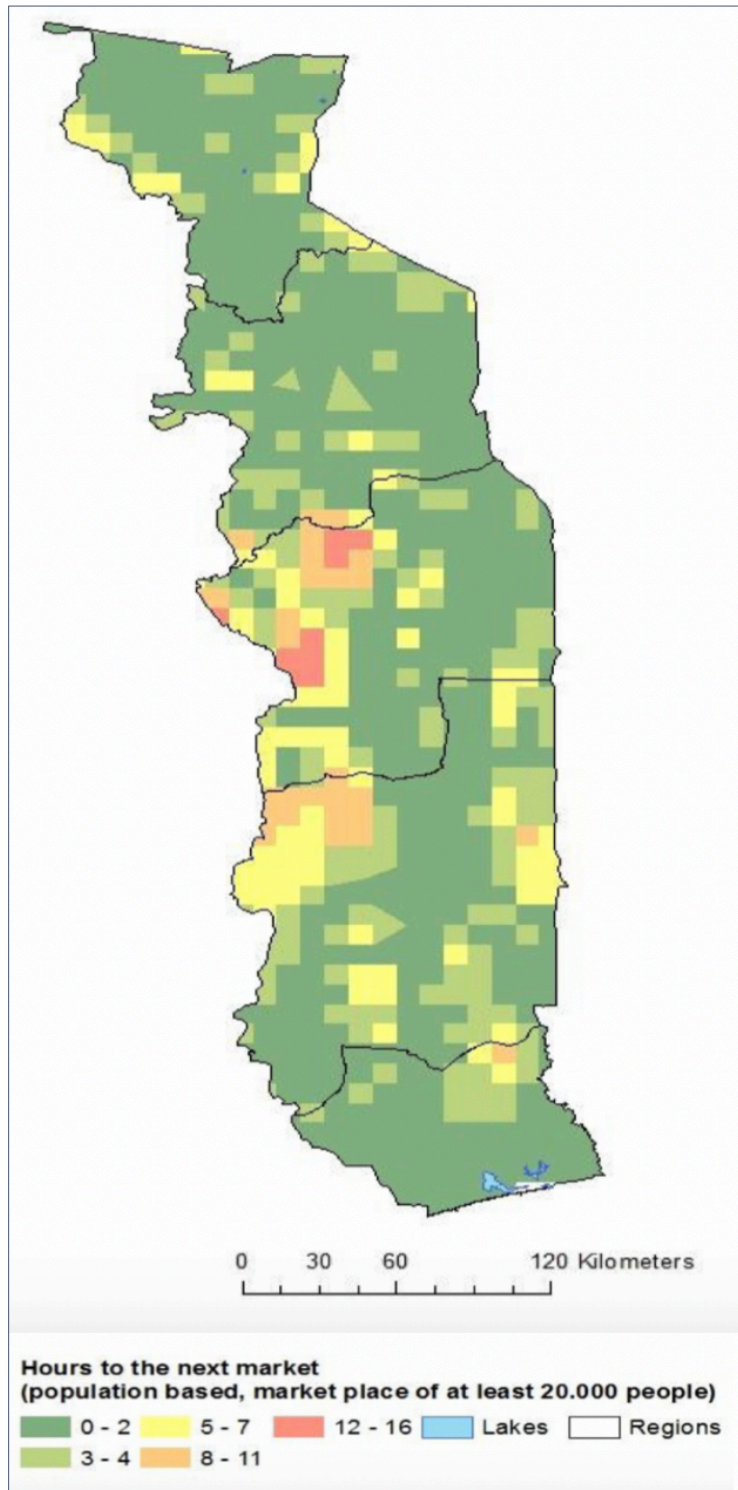 0 30 60 120 Kilometers
Hours to the next market
(population based, market place of at least 20.000 people)
0 - 2 5 - 7 12 - 16 Lakes Regions
3 - 4 8 - 11